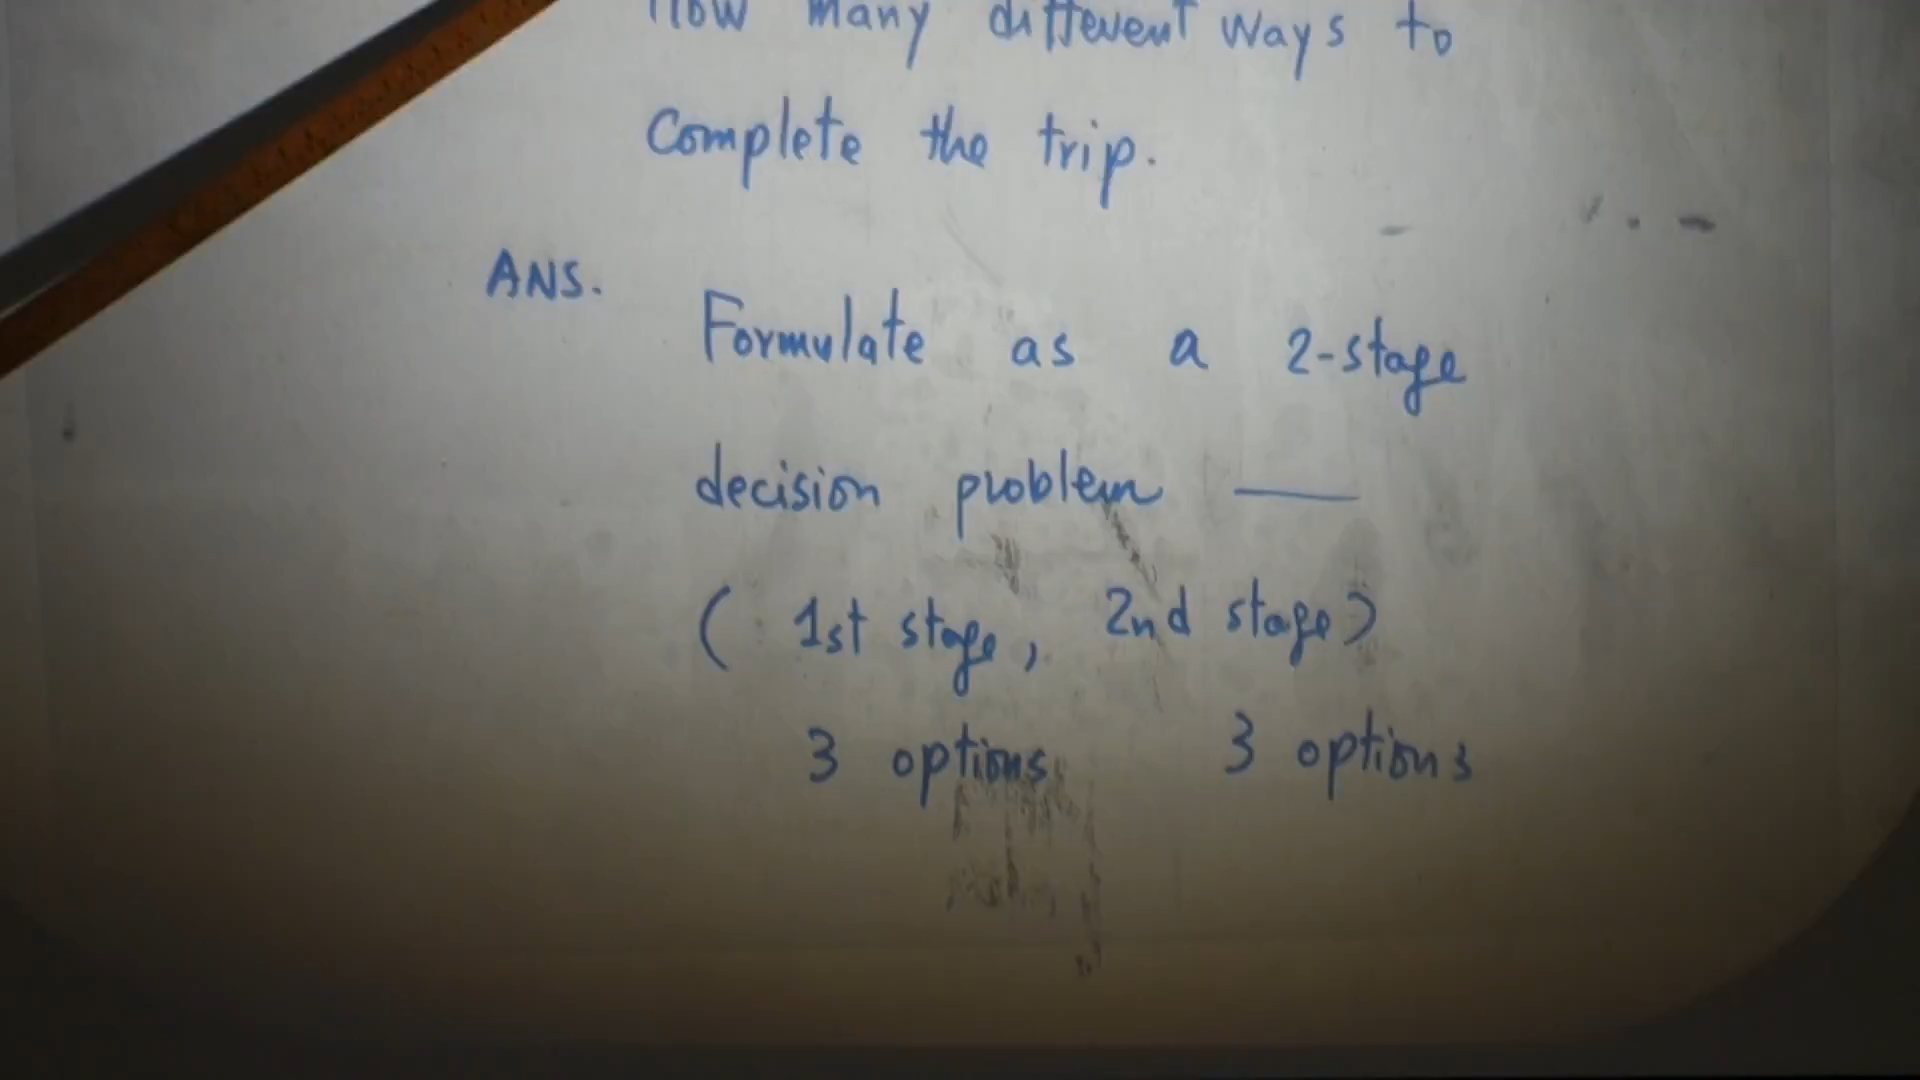 How many different ways to
Complete the trip.
ANS.
Formulate as a 2-stage
decision problem —
( 1st stage, 2nd stage)
3 options 3 options